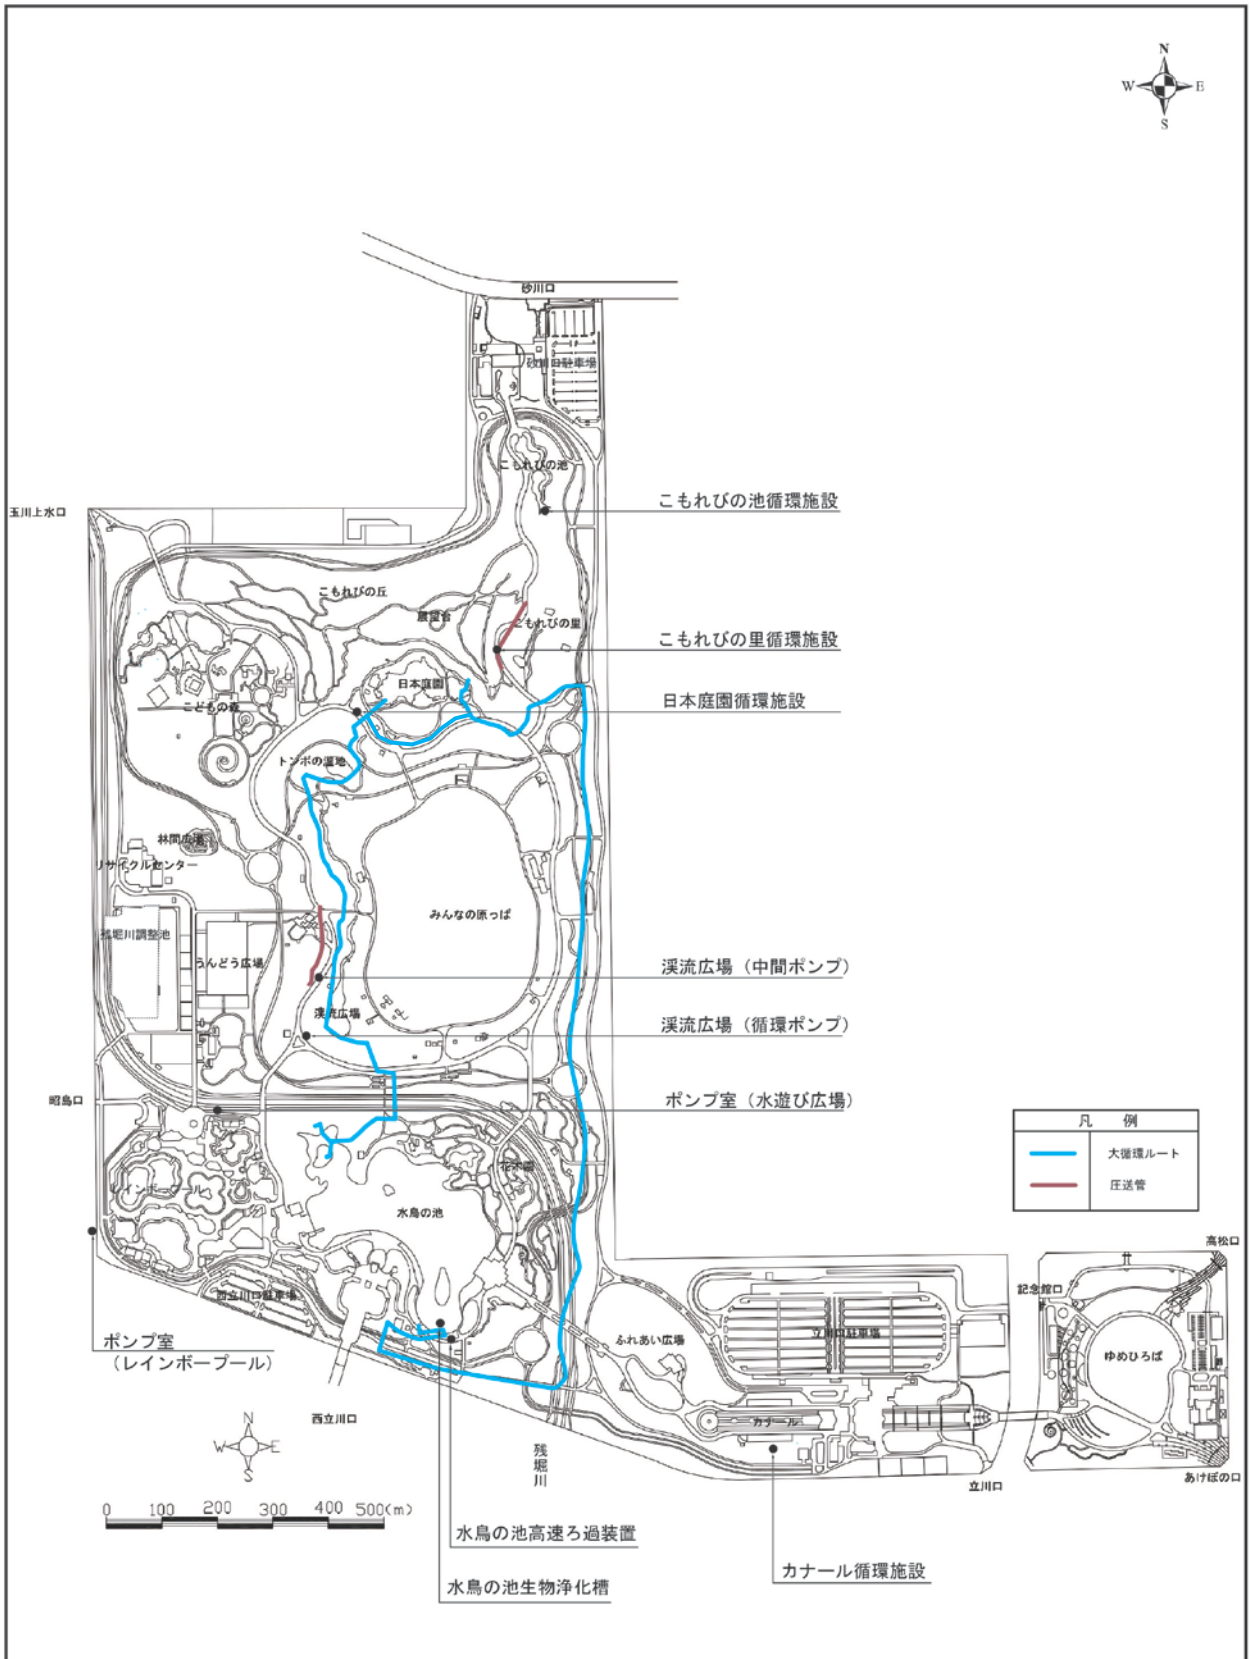 N
W E
S
砂川口
砂川口駐車場
こもれびの池
こもれびの池循環施設
玉川上水口
こもれびの丘
展望台
こもれびの里
こもれびの里循環施設
日本庭園
日本庭園循環施設
こどもの森
トンボの湿地
林間広場
リサイクルセンター
みんなの原っぱ
残堀川調整池
うんどう広場
渓流広場（中間ポンプ）
渓流広場
渓流広場（循環ポンプ）
昭島口
ポンプ室（水遊び広場）
凡 例
大循環ルート
圧送管
花木園
レインボープール
水鳥の池
高松口
記念館口
西立川口駐車場
ふれあい広場
立川口駐車場
ゆめひろば
ポンプ室
（レインボープール）
西立川口
カナール
N
W E
S
残堀川
立川口
あけぼの口
0 100 200 300 400 500(m)
水鳥の池高速ろ過装置
カナール循環施設
水鳥の池生物浄化槽